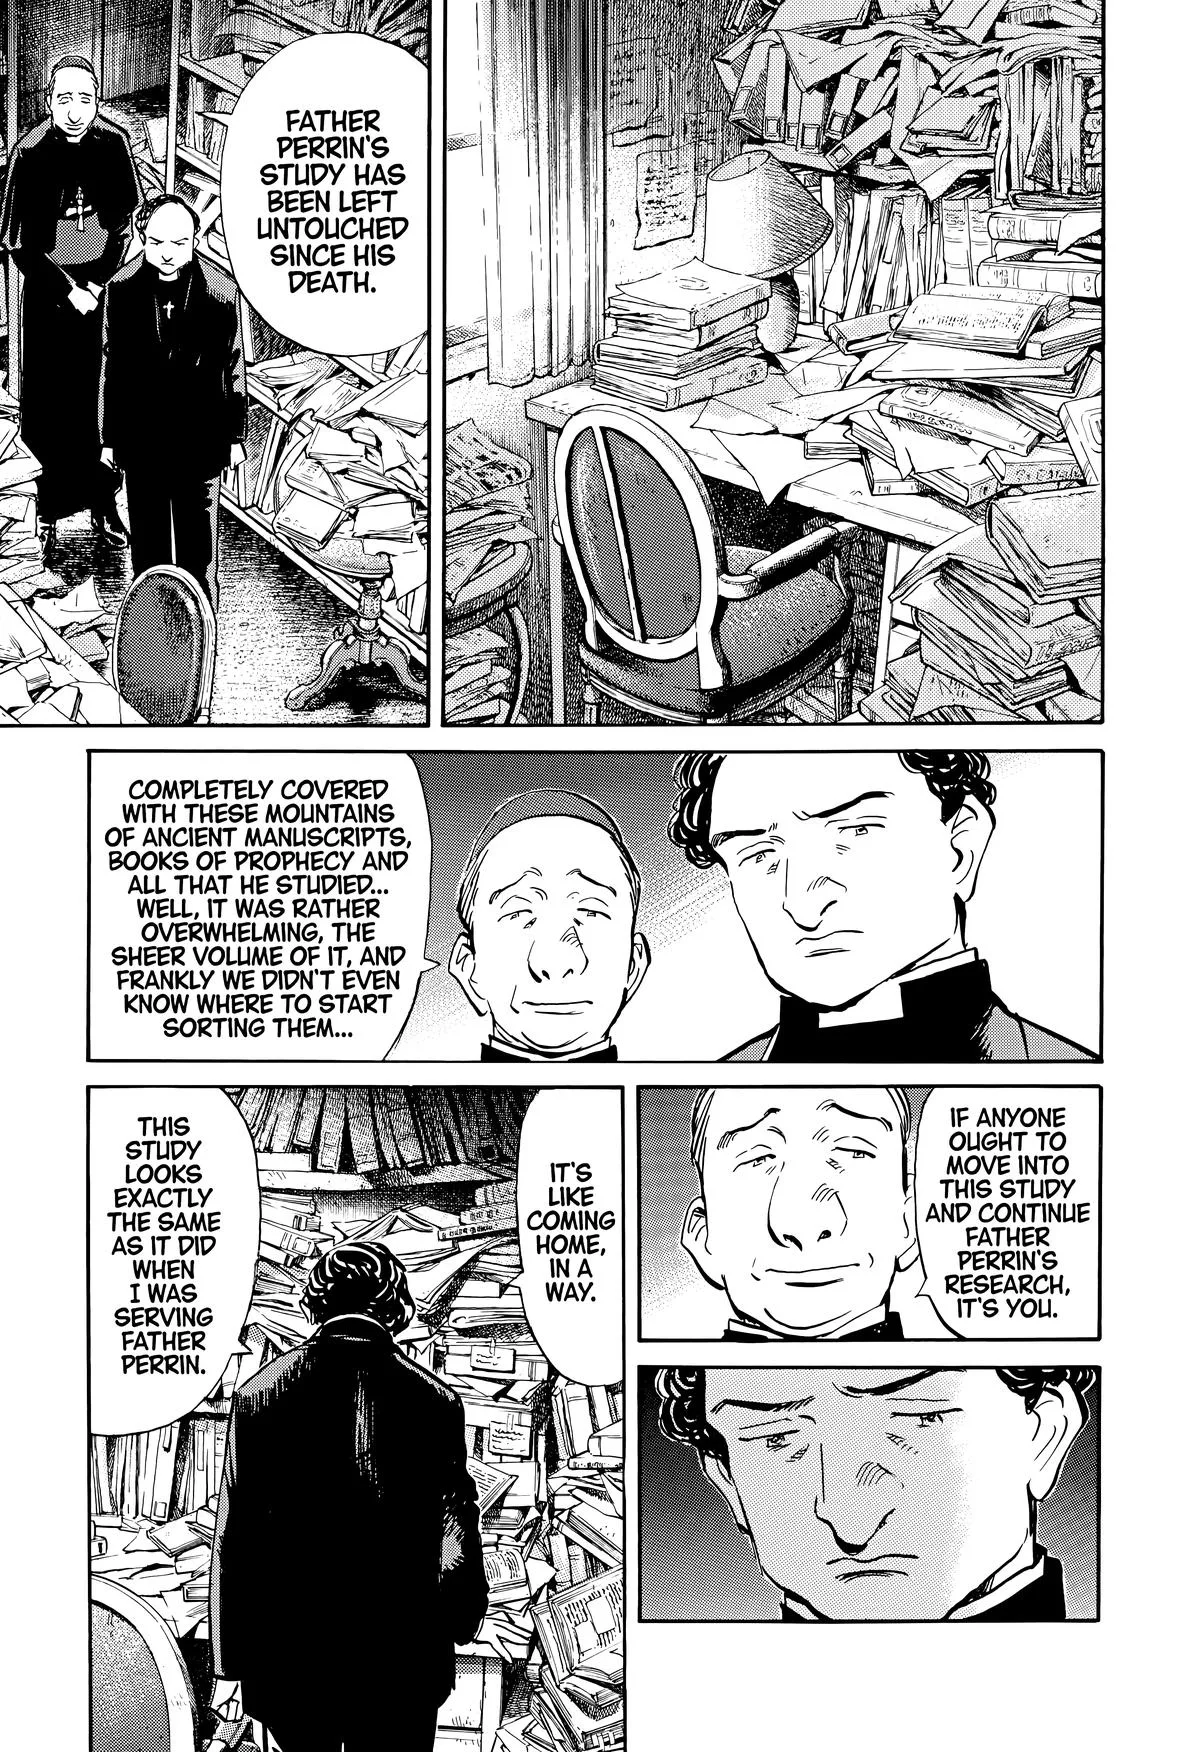 FATHER
PERRIN'S
STUDY HAS
BEEN LEFT
UNTOUCHED
SINCE HIS
DEATH.
COMPLETELY COVERED
WITH THESE MOUNTAINS
OF ANCIENT MANUSCRIPTS,
BOOKS OF PROPHECY AND
ALL THAT HE STUDIED...
WELL, IT WAS RATHER
OVERWHELMING, THE
SHEER VOLUME OF IT, AND
FRANKLY WE DIDN'T EVEN
KNOW WHERE TO START
SORTING THEM...
IF ANYONE
OUGHT TO
MOVE INTO
THIS STUDY
AND CONTINUE
FATHER
PERRIN'S
RESEARCH,
IT'S YOU.
IT'S
LIKE
COMING
HOME,
IN A
WAY.
THIS
STUDY
LOOKS
EXACTLY
THE SAME
AS IT DID
WHEN
I WAS
SERVING
FATHER
PERRIN.